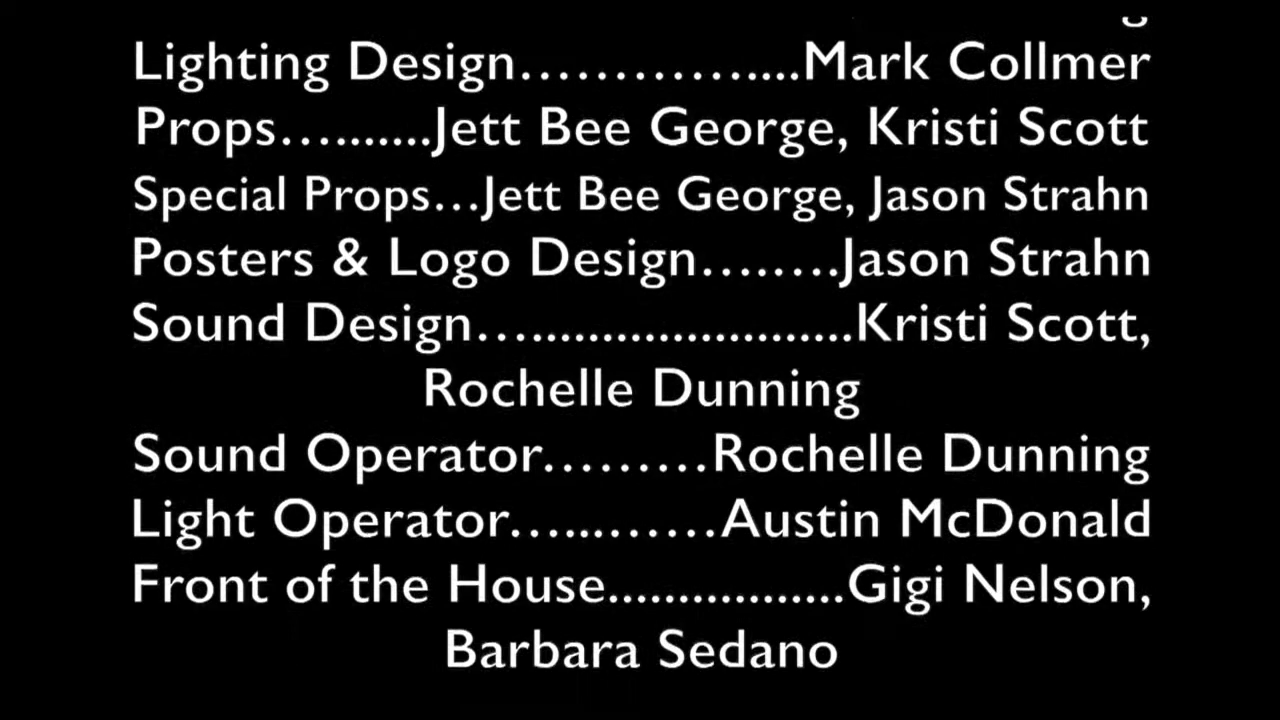 Lighting Design................Mark Collmer
Props..........Jett Bee George, Kristi Scott
Special Props...Jett Bee George, Jason Strahn
Posters & Logo Design.........Jason Strahn
Sound Design..........................Kristi Scott,
Rochelle Dunning
Sound Operator.........Rochelle Dunning
Light Operator............Austin McDonald
Front of the House.................Gigi Nelson,
Barbara Sedano